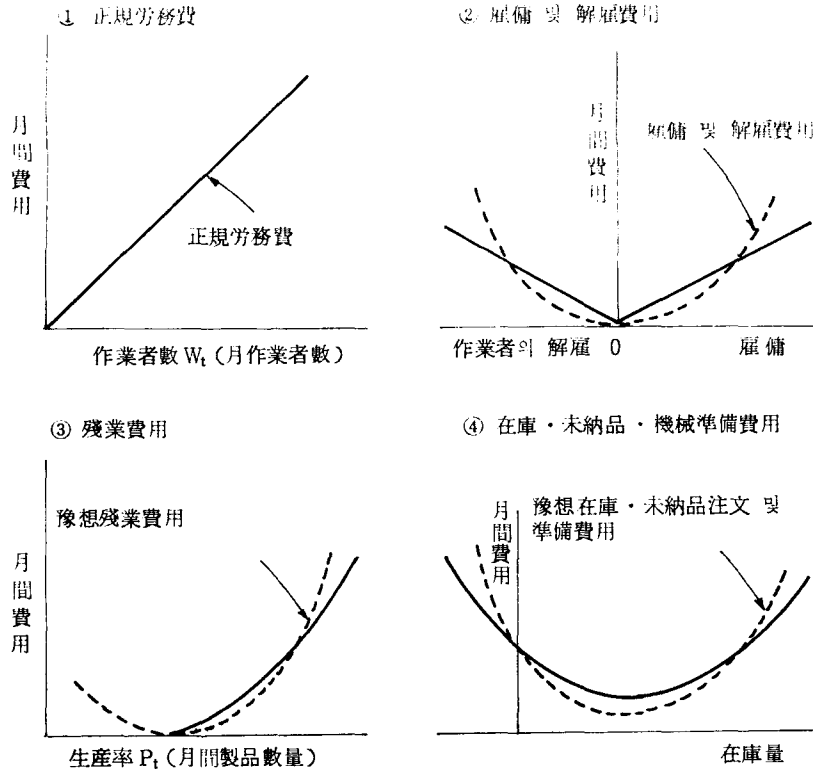 ① 正規労務費
月間費用
正規労務費
作業者數 Wt (月作業者數)
② 雇傭 및 解雇費用
月間費用
雇傭 및 解雇費用
作業者의 解雇 0 雇傭
③ 殘業費用
月間費用
豫想殘業費用
生産率 Pt (月間製品數量)
④ 在庫・未納品・機械準備費用
月間費用
豫想在庫・未納品注文 및
準備費用
在庫量